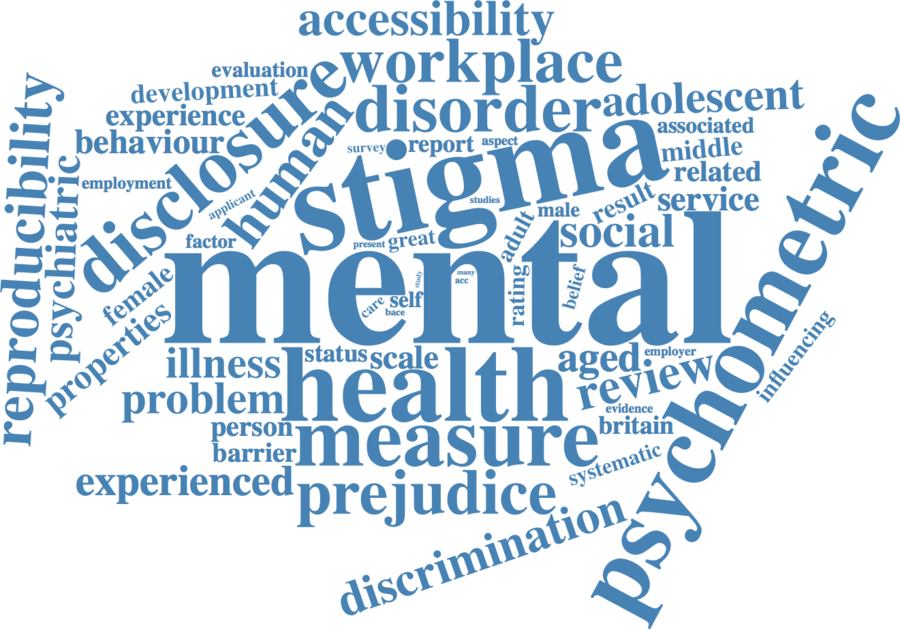 accessibility
workplace
evaluation
development
disorder
adolescent
experience
disclosure
human
behaviour
associated
survey
report
aspect
middle
stigma
related
reproducibility
psychiatric
employment
applicant
studies
male
result
service
factor
present
great
adult
social
psychometric
mental
female
many
acc
study
care
self
bace
rating
belief
properties
illness
status
scale
aged
employer
influencing
health
review
problem
evidence
person
measure
britain
barrier
systematic
experienced
prejudice
discrimination